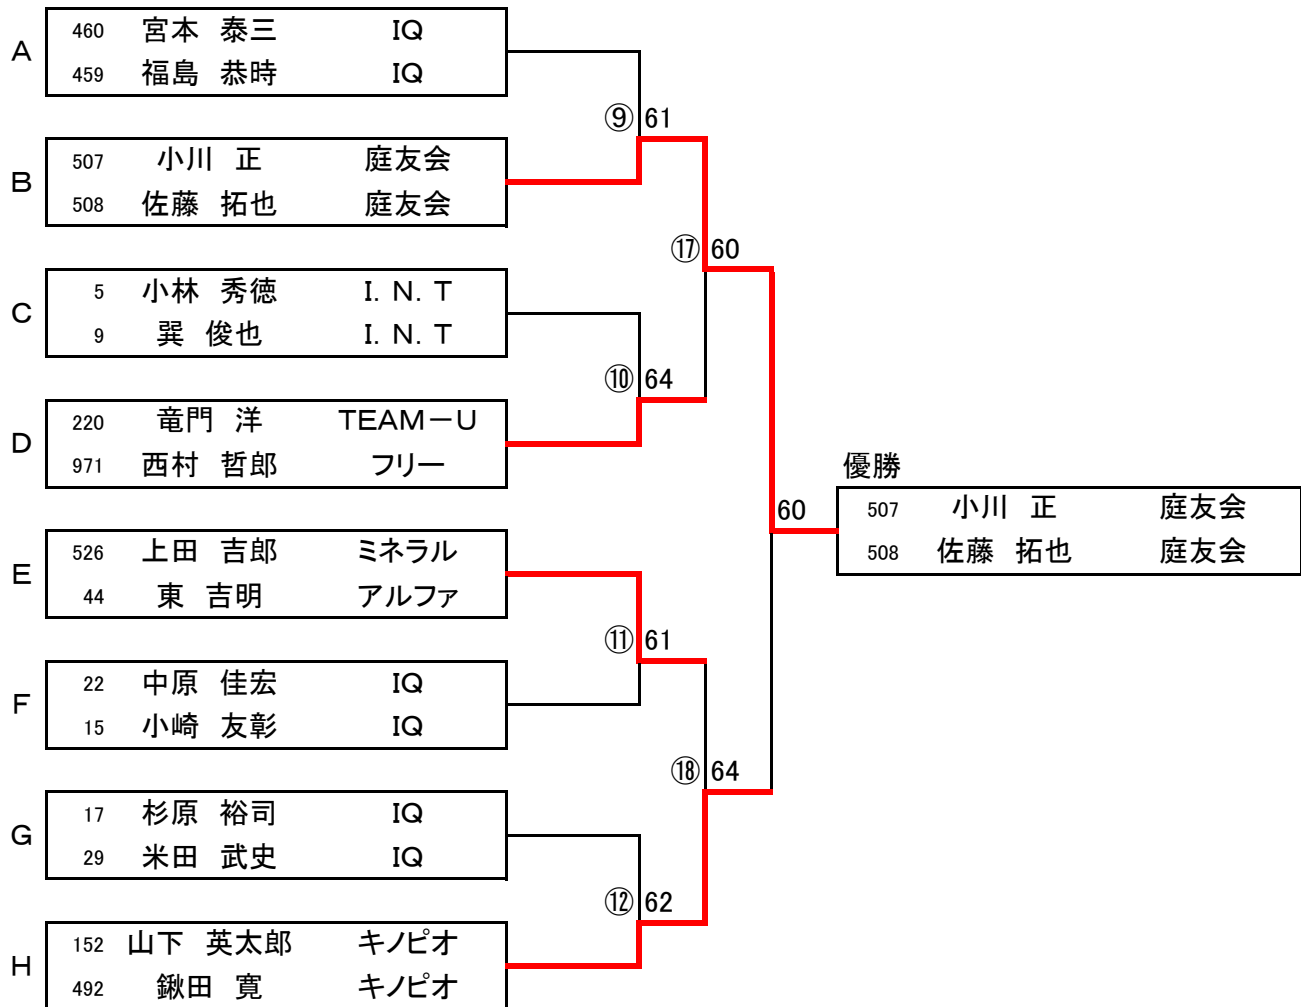 A
460 宮本 泰三 IQ
459 福島 恭時 IQ
⑨ 61
B
507 小川 正 庭友会
508 佐藤 拓也 庭友会
⑰ 60
C
5 小林 秀徳 I. N. T
9 巽 俊也 I. N. T
⑩ 64
D
220 竜門 洋 TEAM－U
971 西村 哲郎 フリー
優勝
507 小川 正 庭友会
508 佐藤 拓也 庭友会
60
E
526 上田 吉郎 ミネラル
44 東 吉明 アルファ
⑪ 61
F
22 中原 佳宏 IQ
15 小崎 友彰 IQ
⑱ 64
G
17 杉原 裕司 IQ
29 米田 武史 IQ
⑫ 62
H
152 山下 英太郎 キノピオ
492 鍬田 寛 キノピオ